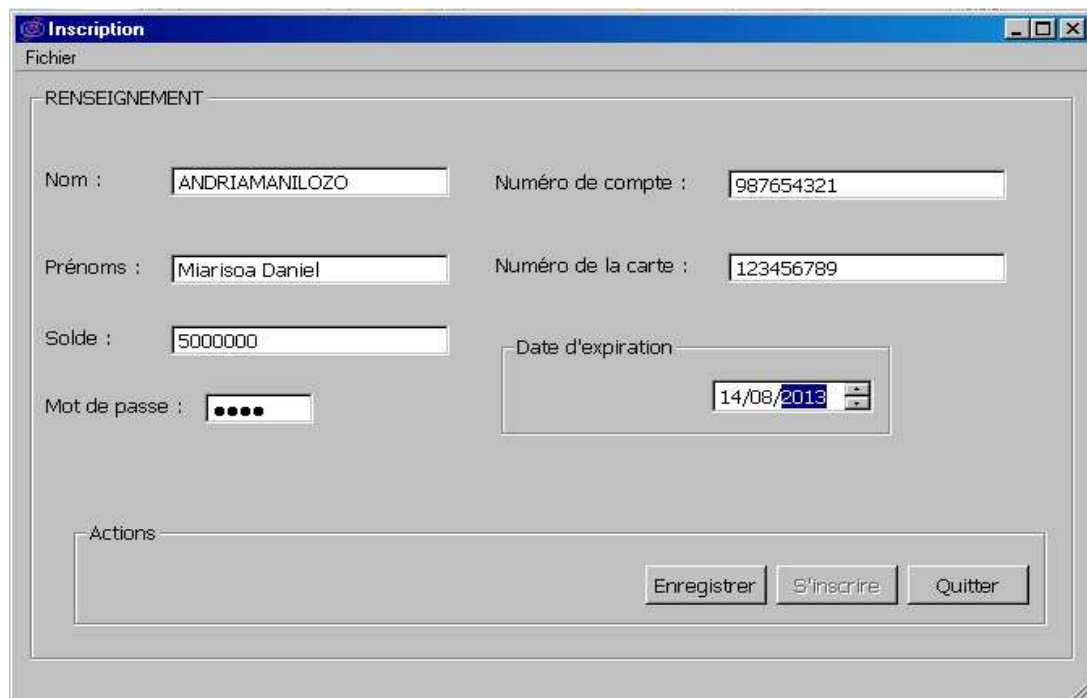 Inscription
Fichier
RENSEIGNEMENT
Nom : ANDRIAMANILOZO Numéro de compte : 987654321
Prénoms : Miarisoa Daniel Numéro de la carte : 123456789
Solde : 5000000 Date d'expiration
Mot de passe : ●●●● 14/08/2013
Actions
Enregistrer S'inscrire Quitter